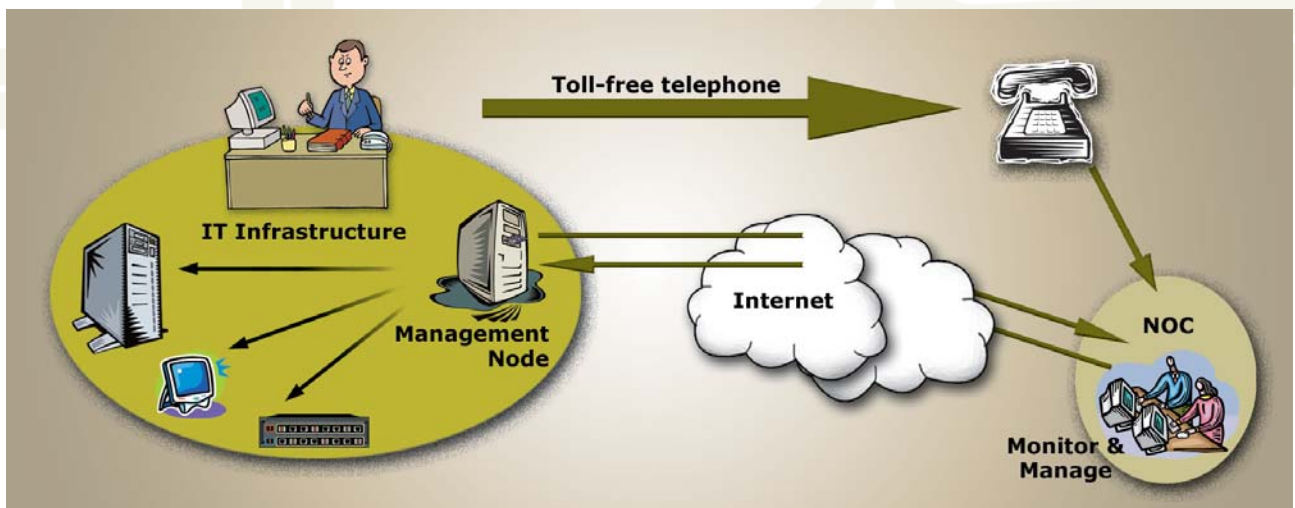 Toll-free telephone
IT Infrastructure
Management
Node
Internet
NOC
Monitor &
Manage